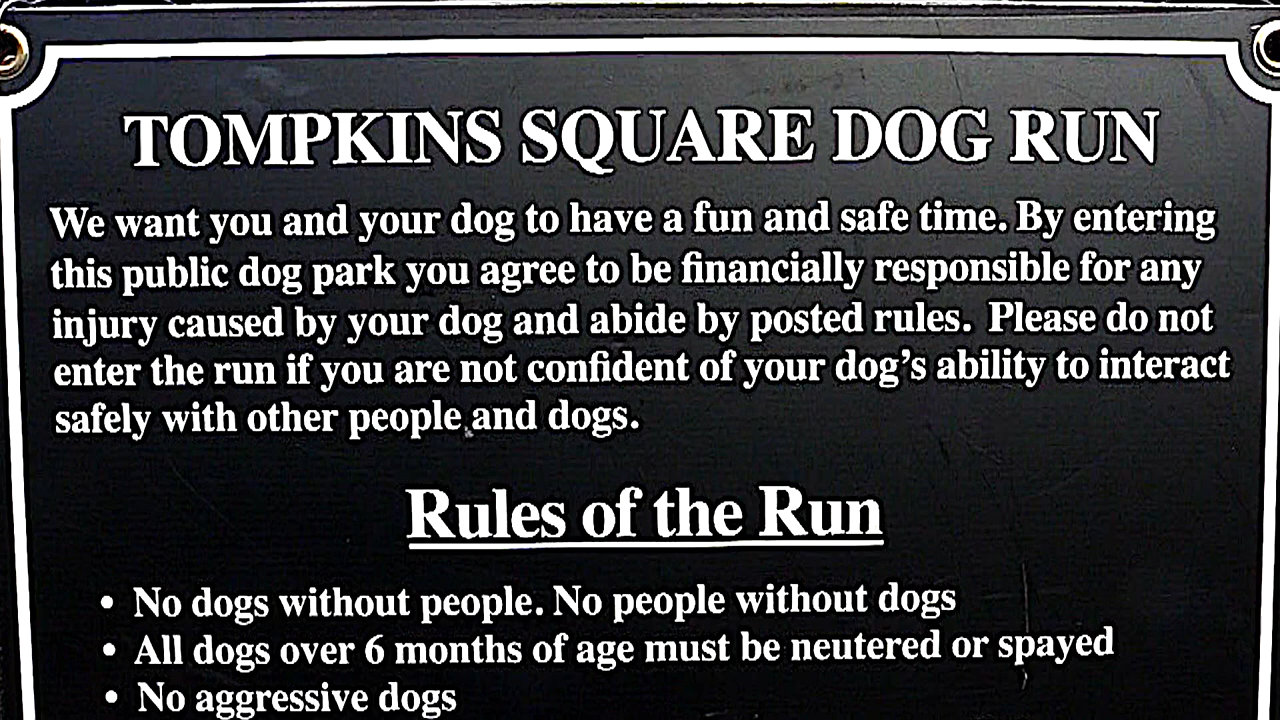 TOMPKINS SQUARE DOG RUN
We want you and your dog to have a fun and safe time. By entering
this public dog park you agree to be financially responsible for any
injury caused by your dog and abide by posted rules. Please do not
enter the run if you are not confident of your dog’s ability to interact
safely with other people and dogs.
Rules of the Run
• No dogs without people. No people without dogs
• All dogs over 6 months of age must be neutered or spayed
• No aggressive dogs